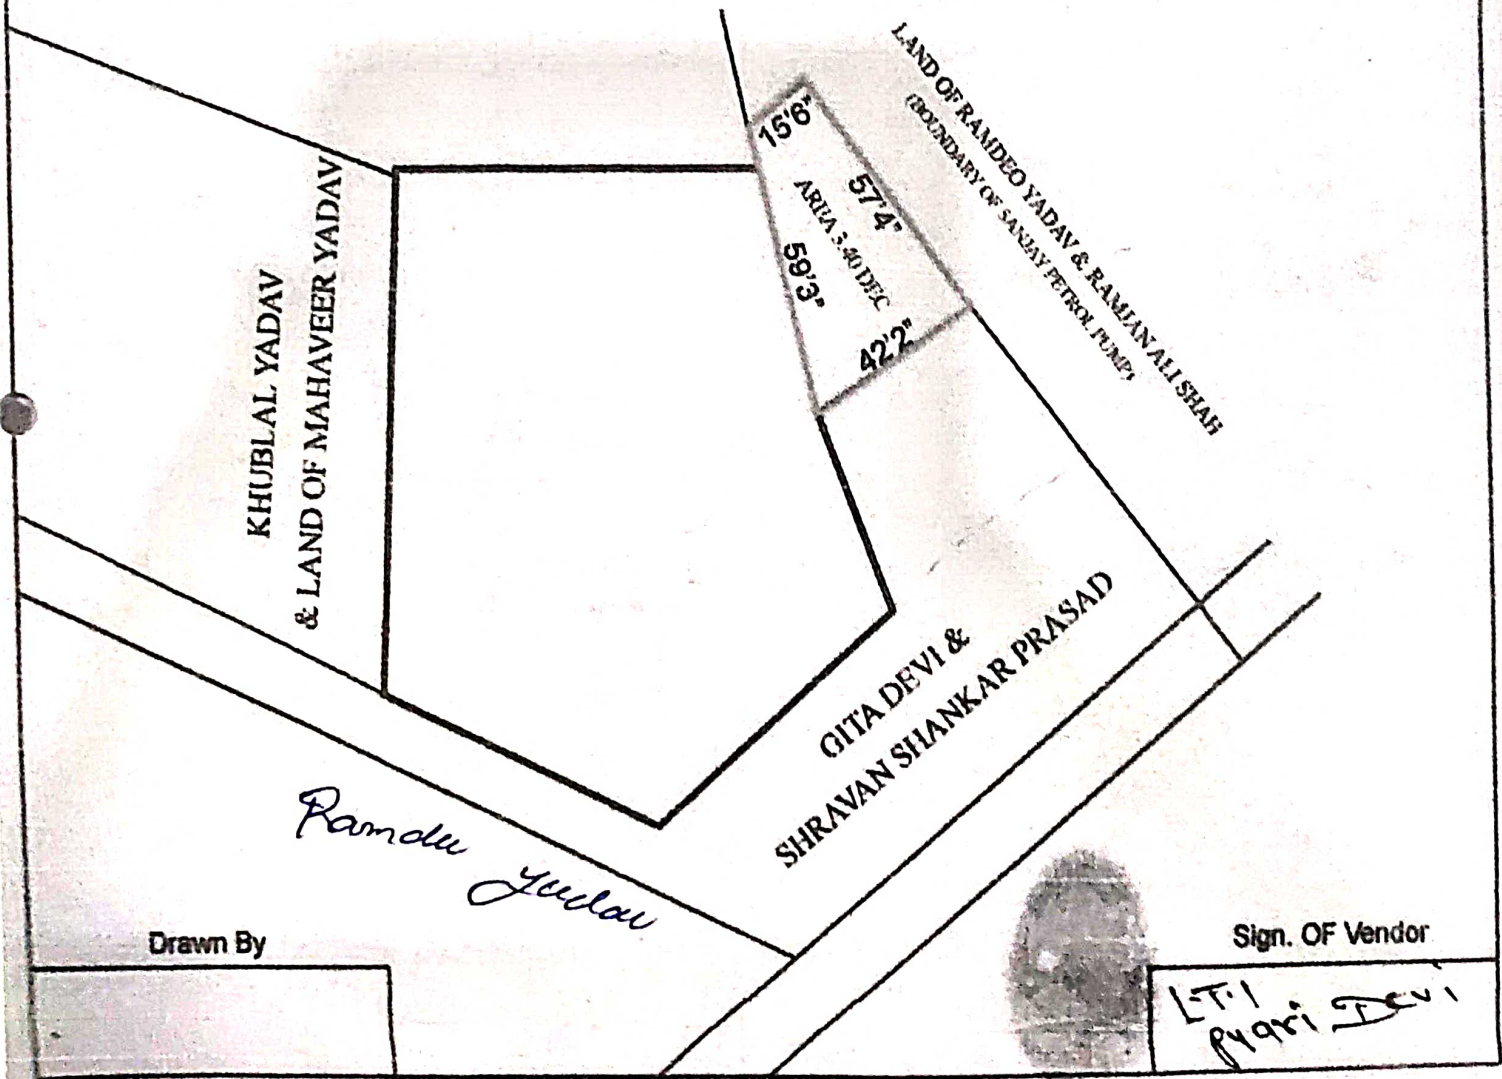 LAND OF RAMDEO YADAV & RAMJAN ALI SHAH
(BOUNDARY OF SANJAY PETROL PUMP)
15'6"
57'4"
AREA 3.40 DEC
59'3"
42'2"
KHUBLAL YADAV
& LAND OF MAHAVEER YADAV
GITA DEVI &
SHRAVAN SHANKAR PRASAD
Ramdev Yadav
Drawn By
Sign. OF Vendor
L.T.I
Pyari Devi